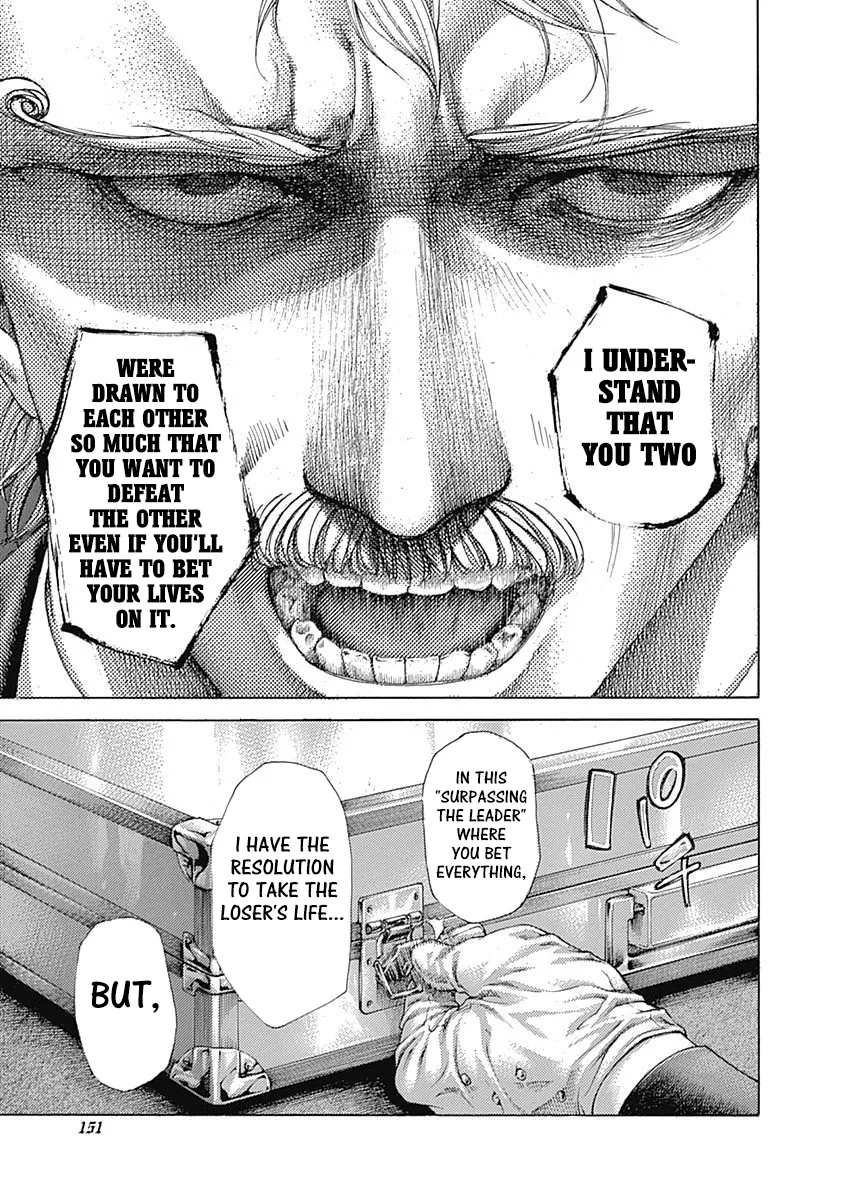 I UNDER-
STAND
THAT
YOU TWO
WERE
DRAWN TO
EACH OTHER
SO MUCH THAT
YOU WANT TO
DEFEAT
THE OTHER
EVEN IF YOU'LL
HAVE TO BET
YOUR LIVES
ON IT.
IN THIS
"SURPASSING
THE LEADER"
WHERE
YOU BET
EVERYTHING,
I HAVE THE
RESOLUTION
TO TAKE THE
LOSER'S LIFE...
BUT,
151